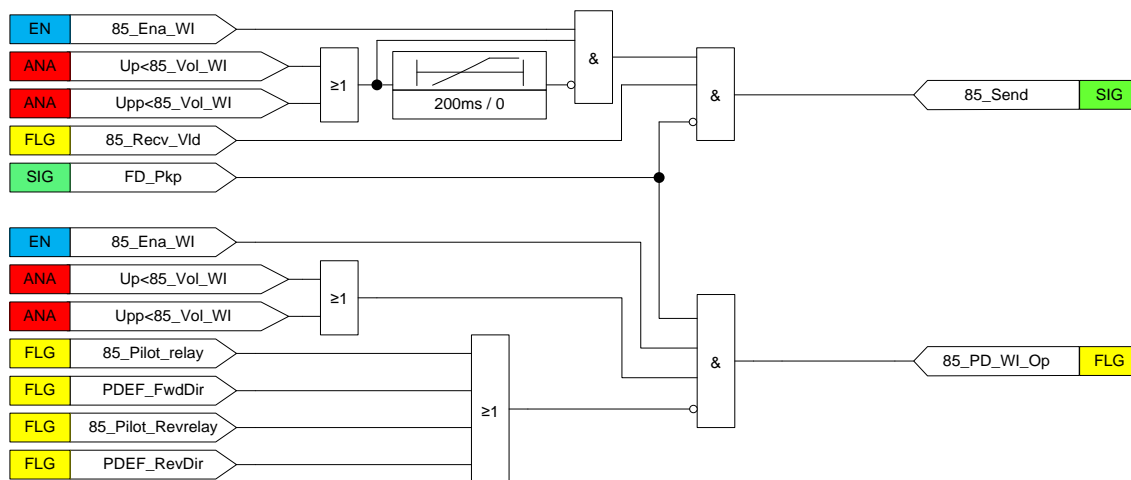 EN 85_Ena_WI
ANA Up<85_Vol_WI
ANA Upp<85_Vol_WI
FLG 85_Recv_Vld
SIG FD_Pkp
≥1
200ms / 0
&
&
85_Send SIG
EN 85_Ena_WI
ANA Up<85_Vol_WI
ANA Upp<85_Vol_WI
FLG 85_Pilot_relay
FLG PDEF_FwdDir
FLG 85_Pilot_Revrelay
FLG PDEF_RevDir
≥1
≥1
&
85_PD_WI_Op FLG